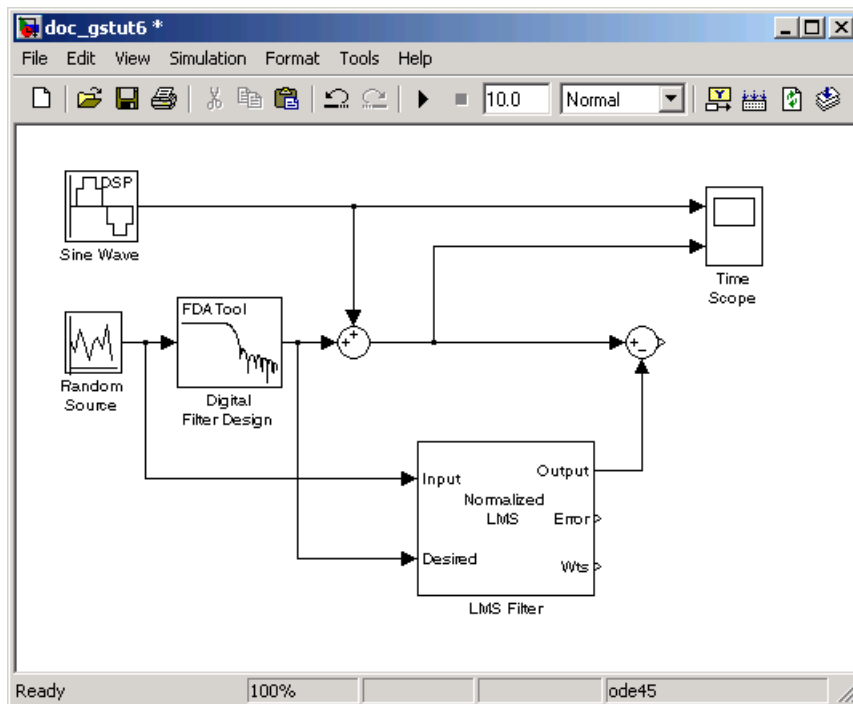 doc_gstut6 *
File Edit View Simulation Format Tools Help
10.0 Normal
DSP
Sine Wave
Time
Scope
FDA Tool
Random
Source
Digital
Filter Design
+
+
+
-
Input
Output
Normalized
LMS
Error
Desired
Wts
LMS Filter
Ready 100% ode45